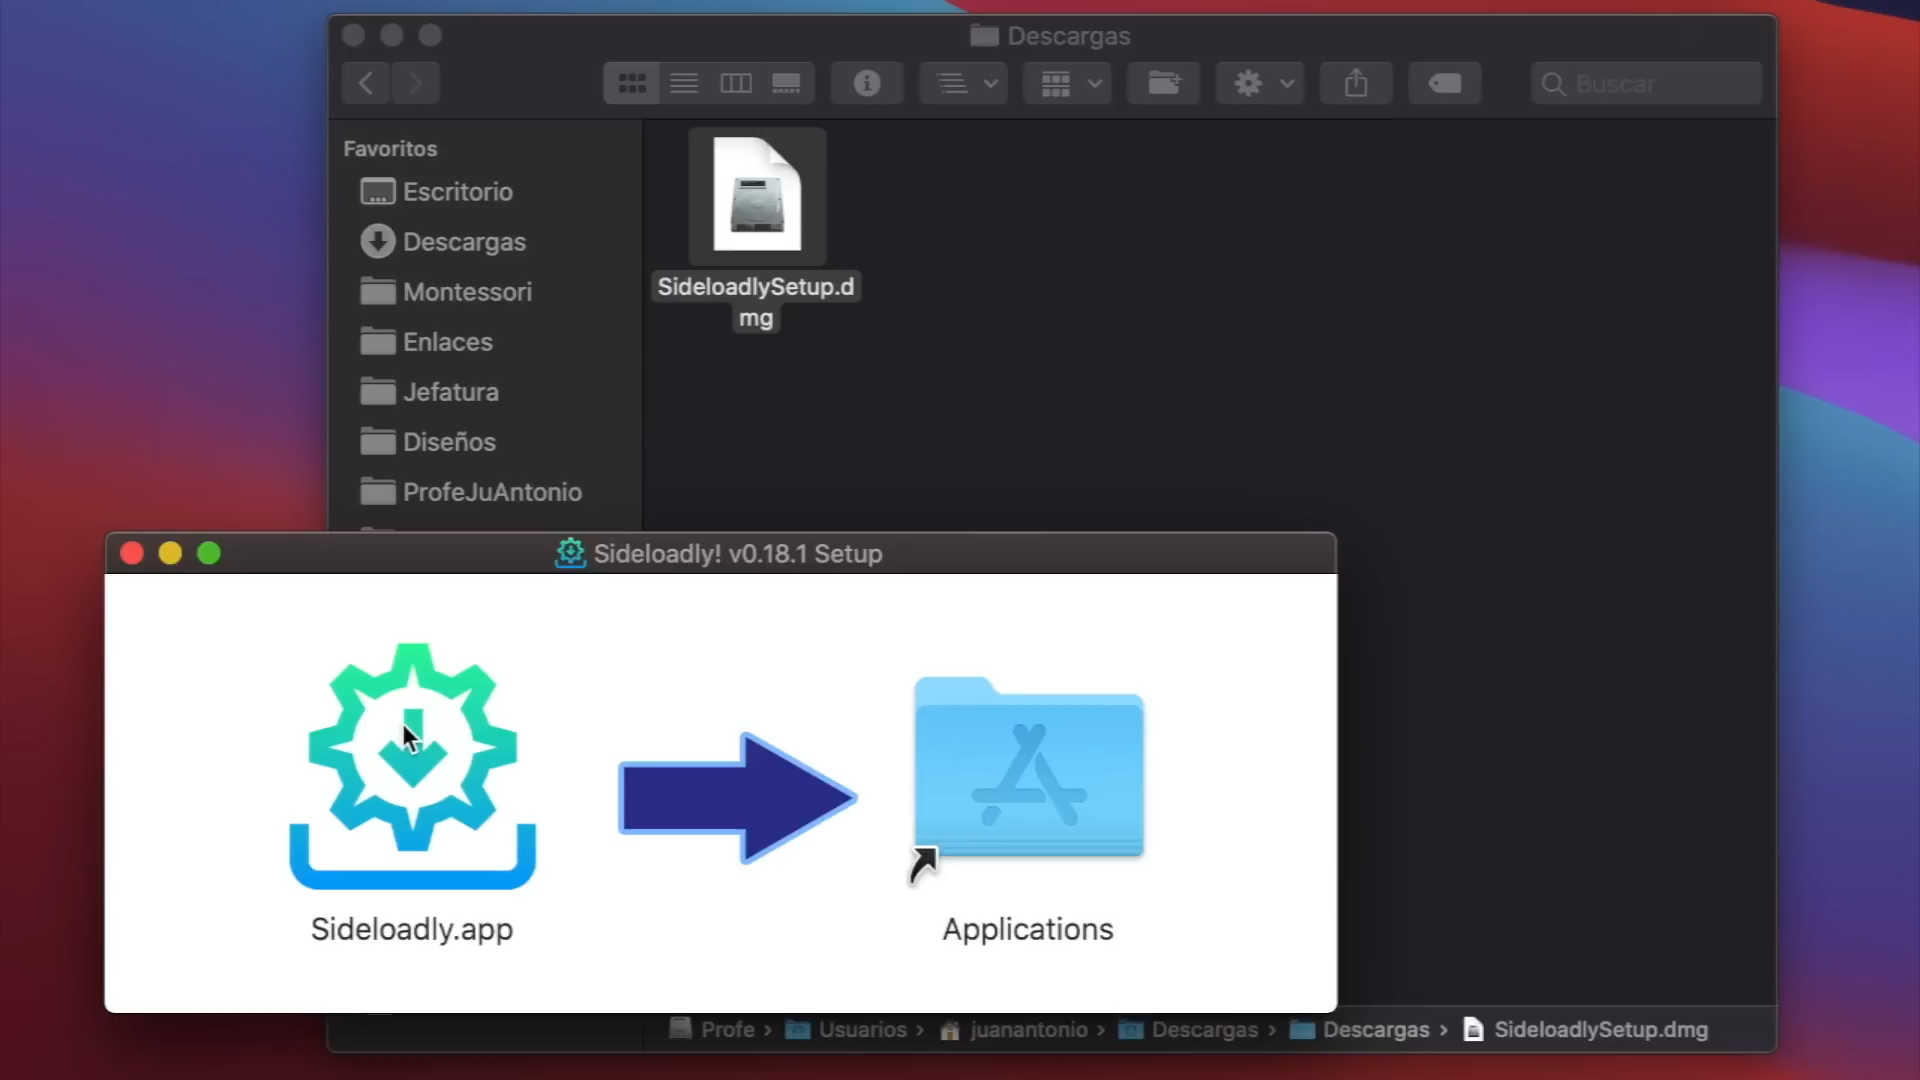 Descargas
Buscar
Favoritos
Escritorio
Descargas
Montessori
Enlaces
Jefatura
Diseños
ProfeJuAntonio
SideloadlySetup.d
mg
Sideloadly! v0.18.1 Setup
Sideloadly.app
Applications
Profe › Usuarios › juanantonio › Descargas › Descargas › SideloadlySetup.dmg